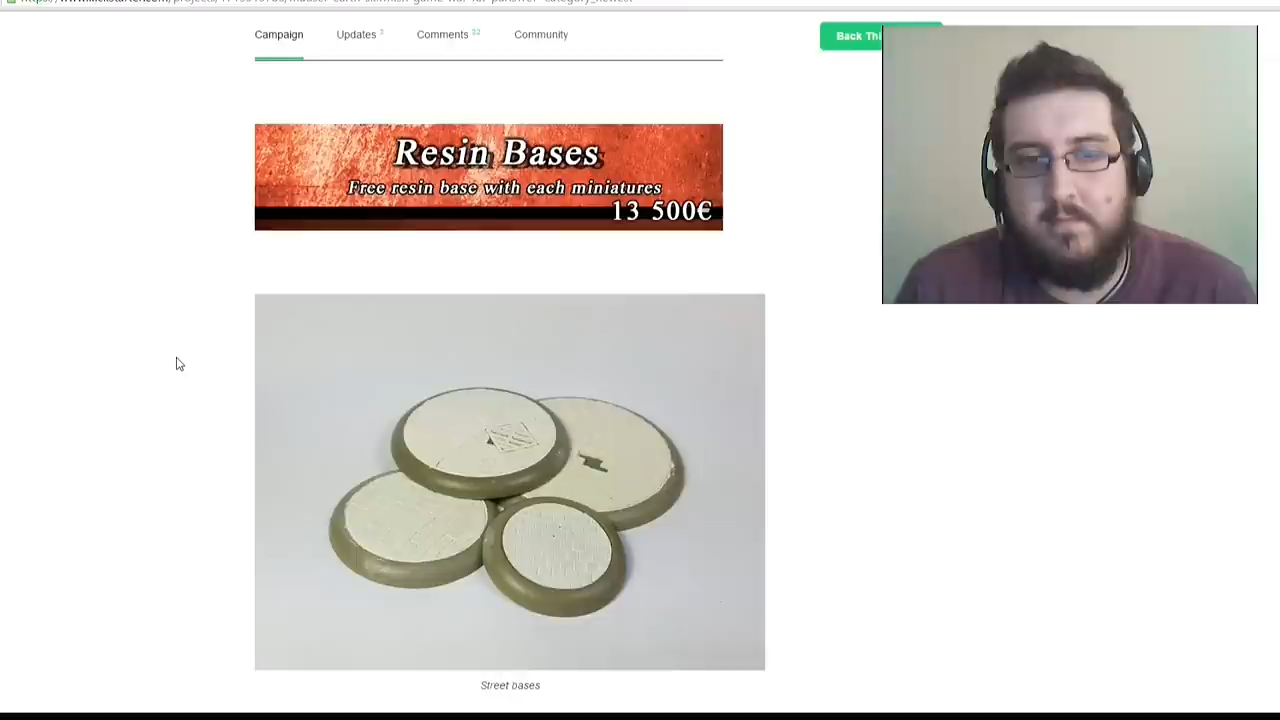 Campaign
Updates 3
Comments 22
Community
Back Thi
Resin Bases
Free resin base with each miniatures
13 500€
Street bases